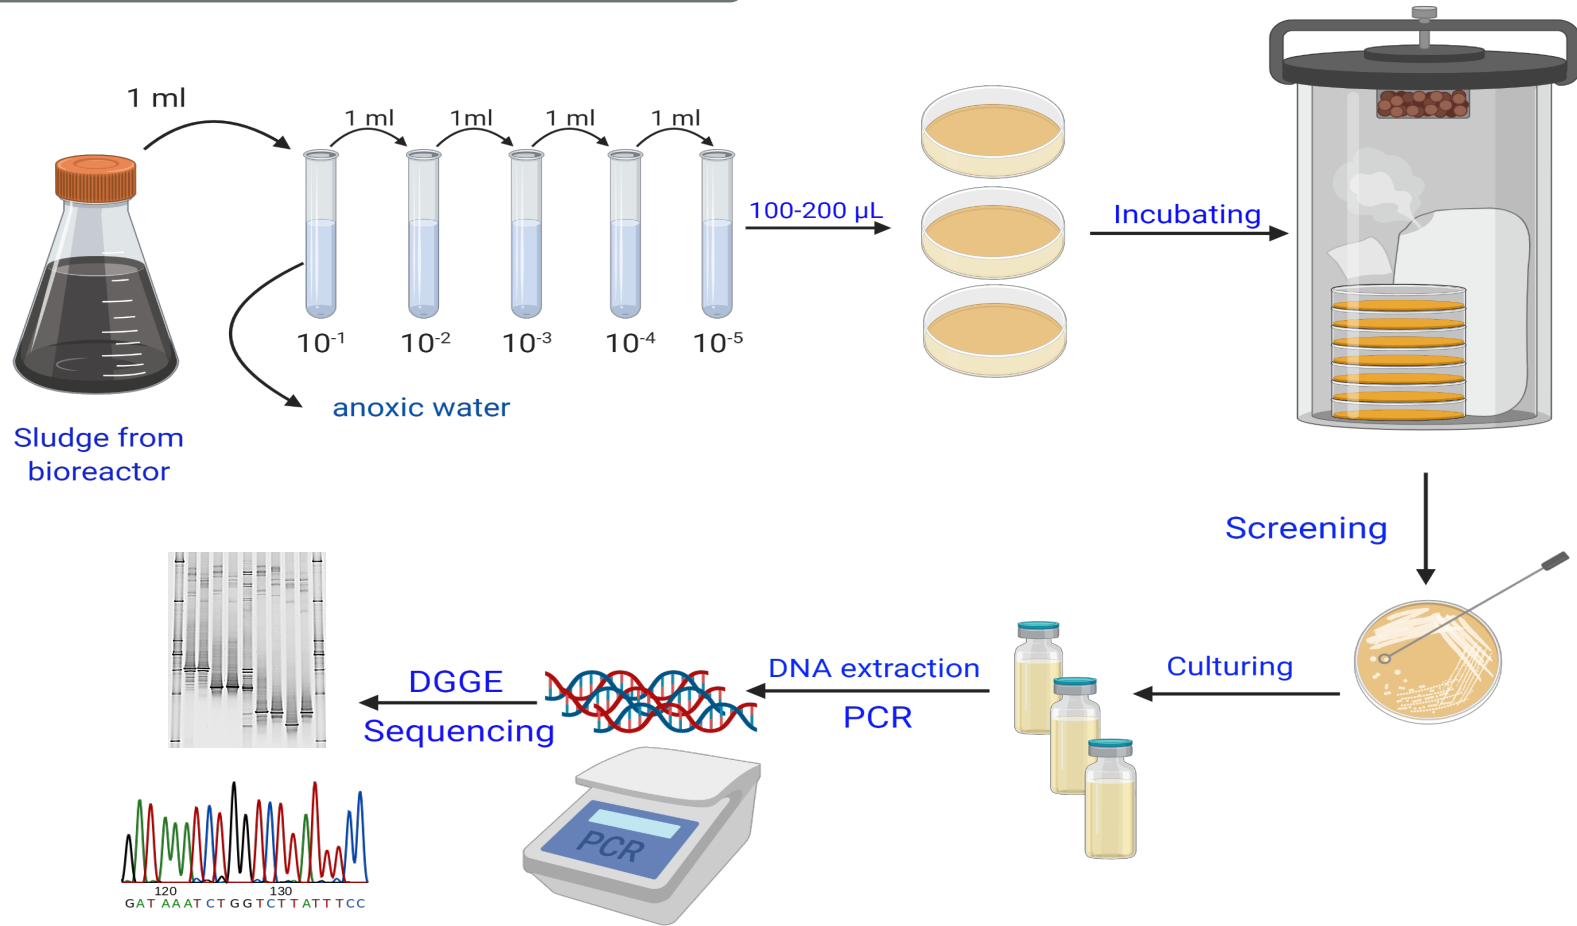 1 ml
1 ml
1ml
1 ml
1 ml
100-200 µL
Incubating
10-1
10-2
10-3
10-4
10-5
anoxic water
Sludge from
bioreactor
Screening
Culturing
DNA extraction
PCR
DGGE
Sequencing
PCR
120 130
GAT AAATCTGGTCTTATTTCC